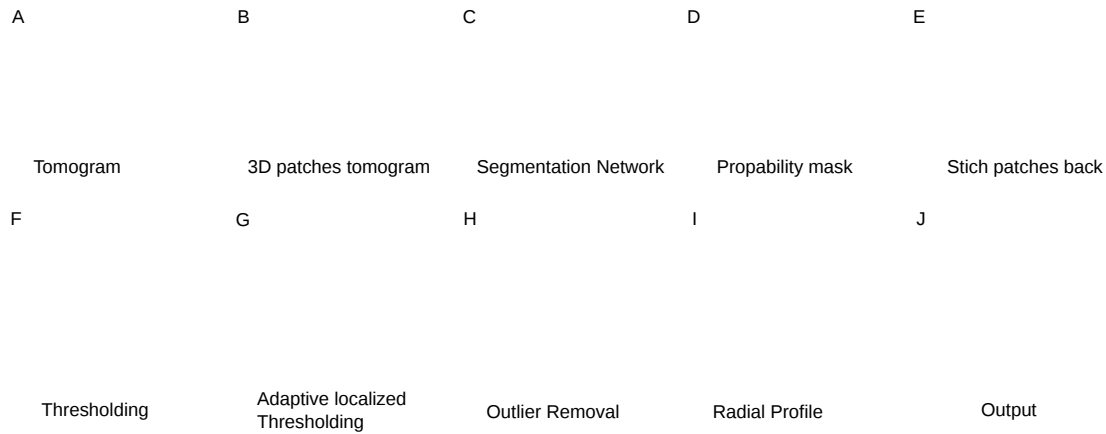 A
B
C
D
E
Tomogram
3D patches tomogram
Segmentation Network
Propability mask
Stich patches back
F
G
H
I
J
Thresholding
Adaptive localized
Thresholding
Outlier Removal
Radial Profile
Output